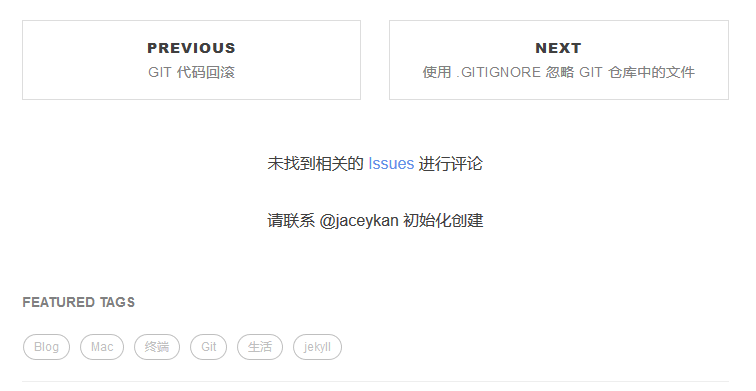 PREVIOUS
GIT 代码回滚
NEXT
使用 .GITIGNORE 忽略 GIT 仓库中的文件
未找到相关的 Issues 进行评论
请联系 @jaceykan 初始化创建
FEATURED TAGS
Blog Mac 终端 Git 生活 jekyll